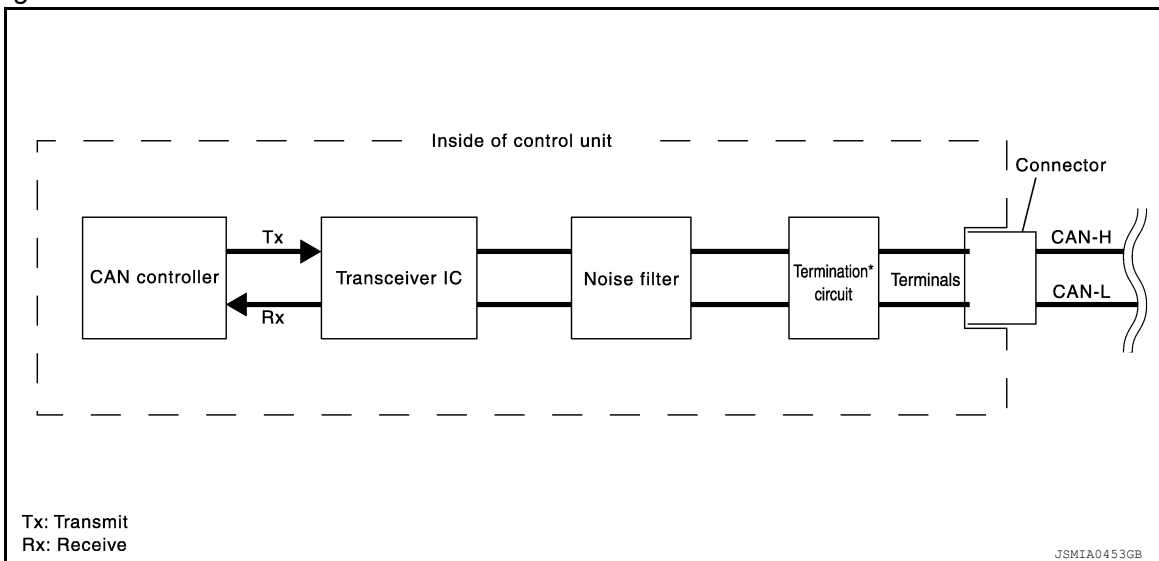 Inside of control unit
Connector
CAN controller
Tx
Rx
Transceiver IC
Noise filter
Termination*
circuit
Terminals
CAN-H
CAN-L
Tx: Transmit
Rx: Receive
JSMIA0453GB